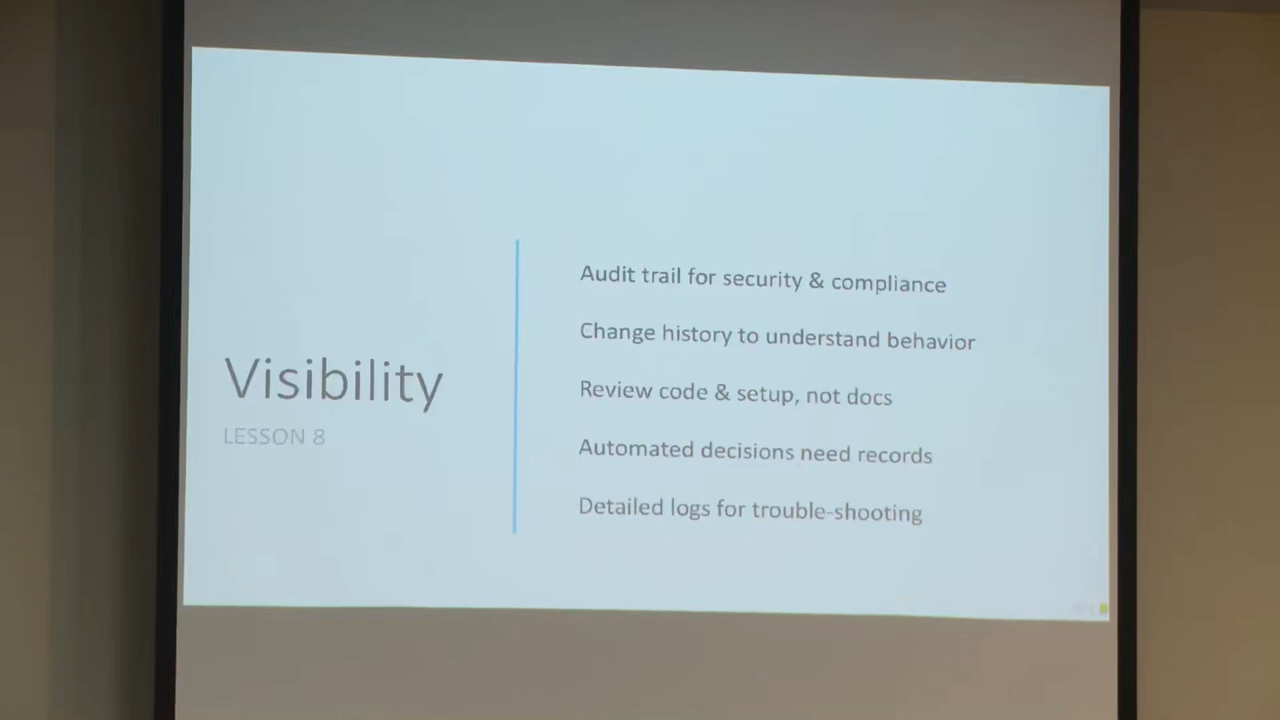 Visibility
LESSON 8
Audit trail for security & compliance
Change history to understand behavior
Review code & setup, not docs
Automated decisions need records
Detailed logs for trouble-shooting